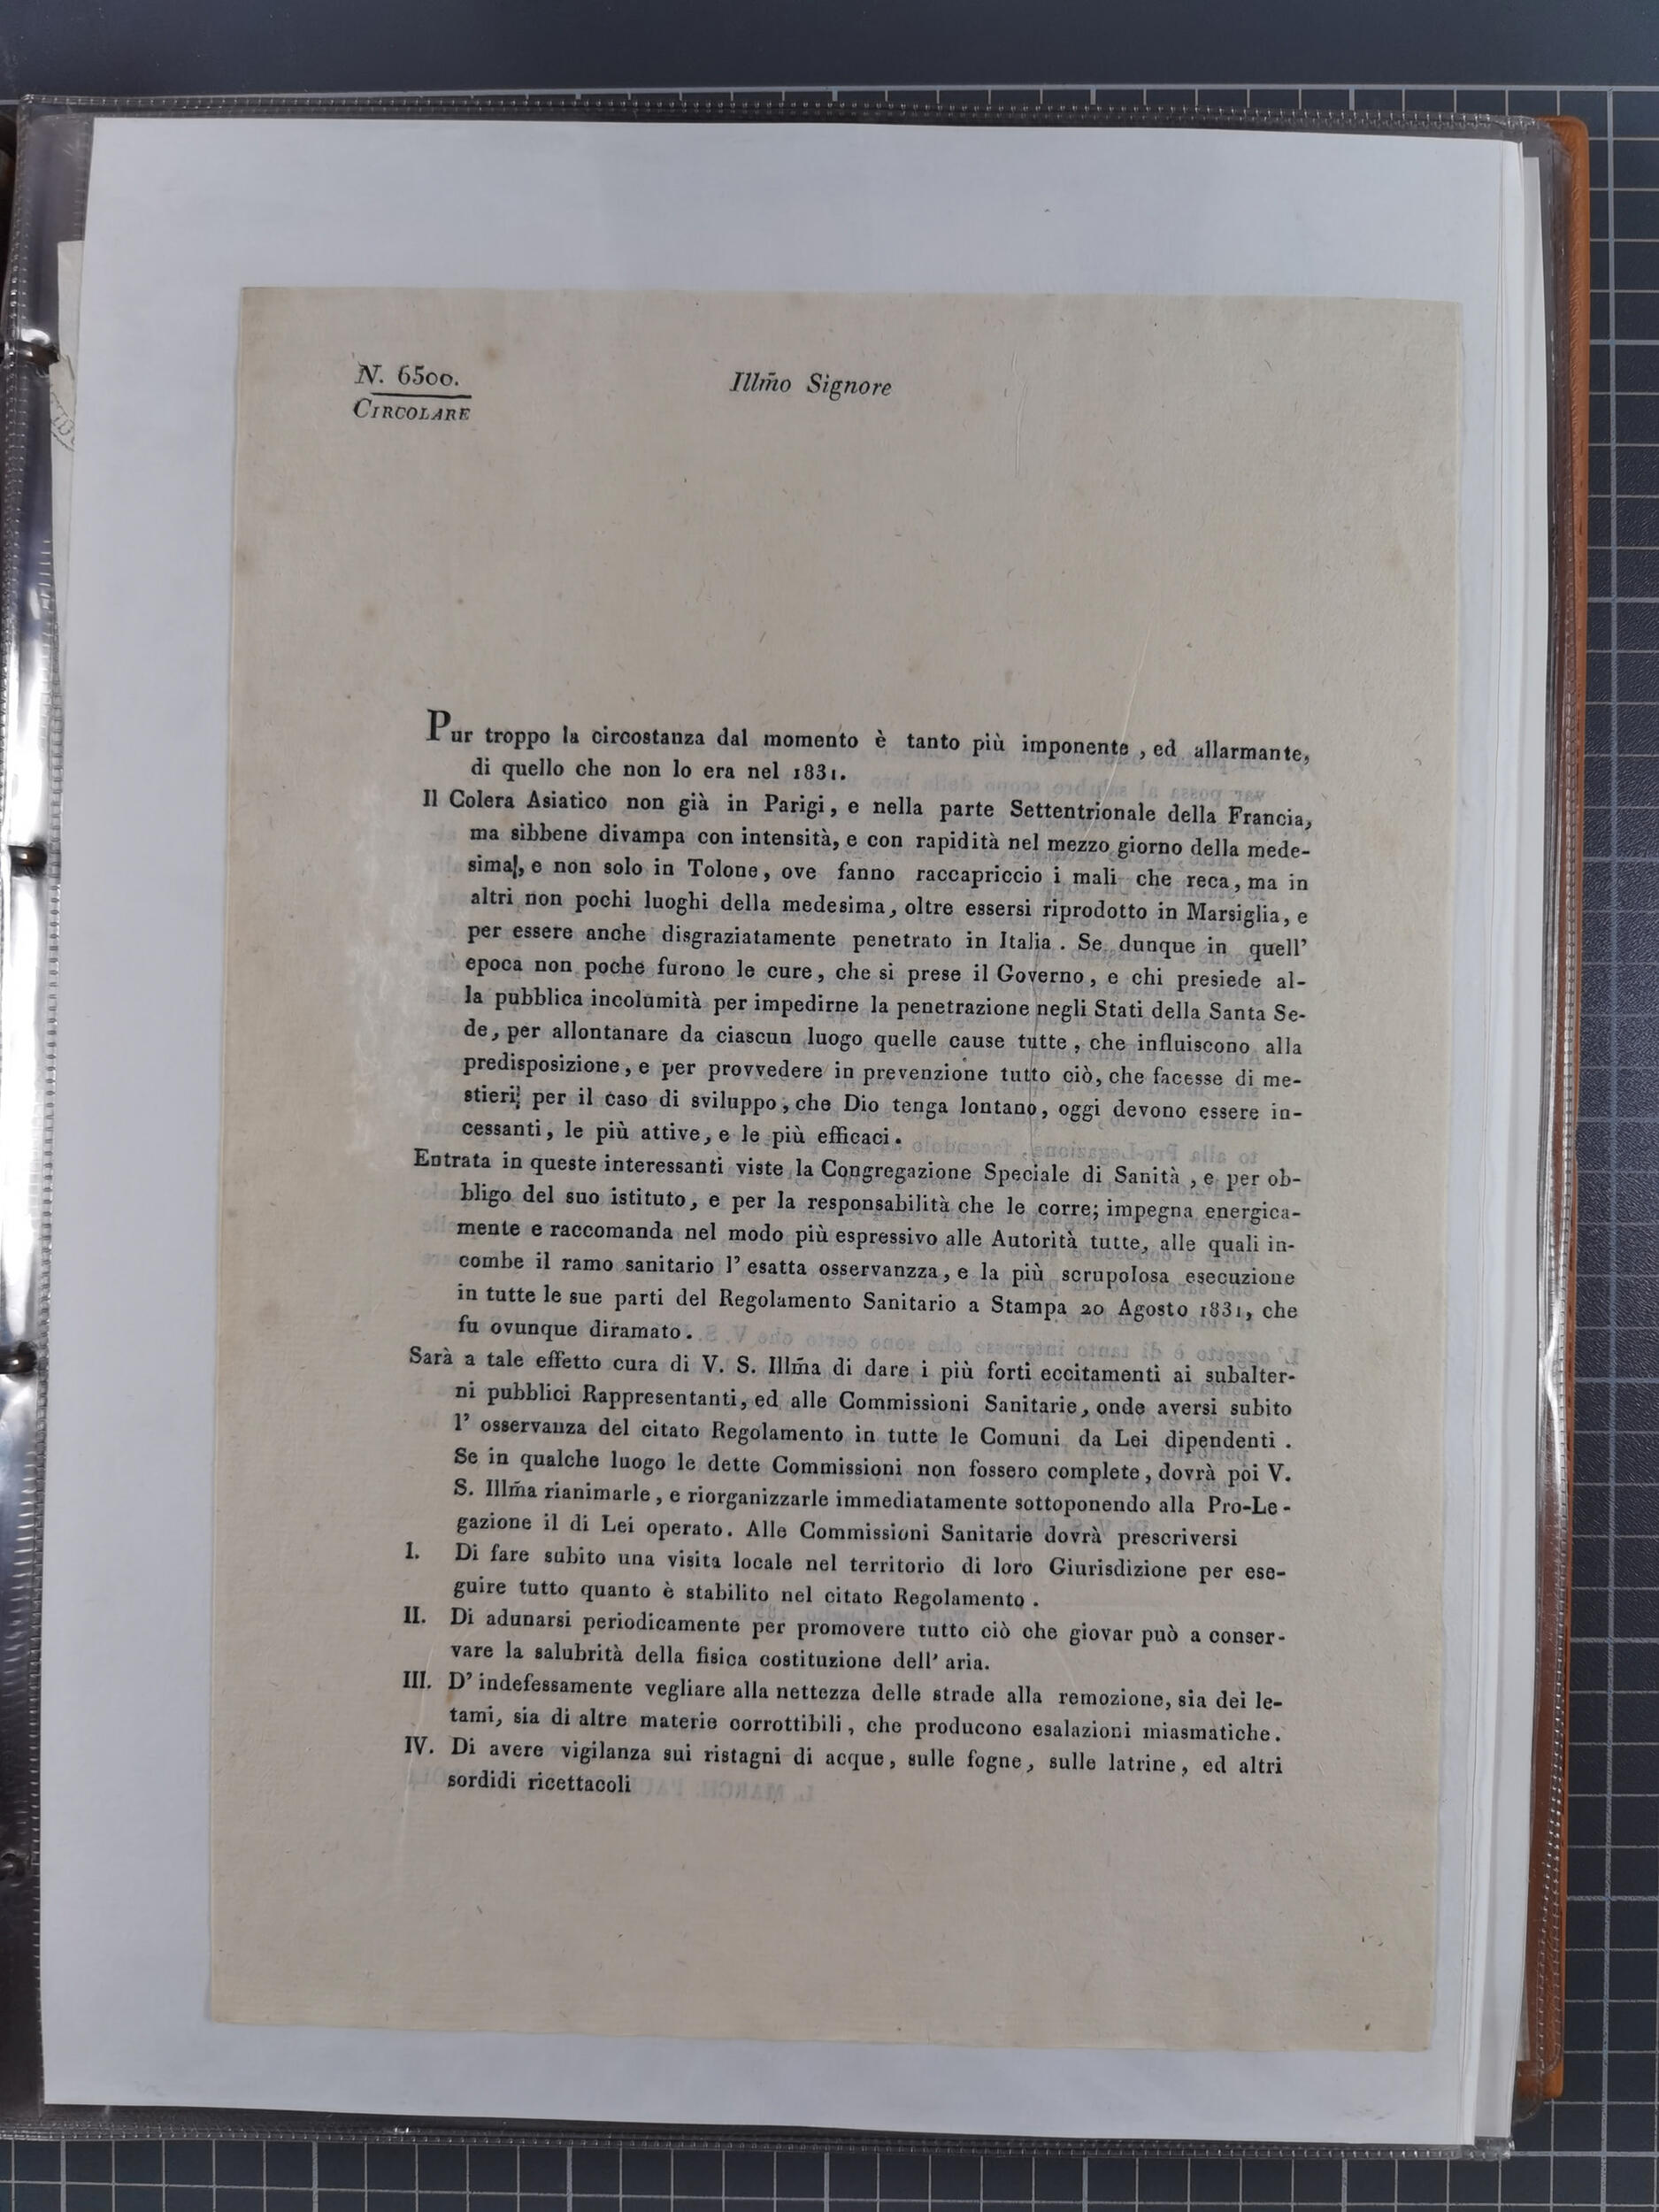 N. 6500.
CIRCOLARE
Illm̃o Signore
Pur troppo la circostanza dal momento è tanto più imponente , ed allarmante,
di quello che non lo era nel 1831.
Il Colera Asiatico non già in Parigi, e nella parte Settentrionale della Francia,
ma sibbene divampa con intensità, e con rapidità nel mezzo giorno della mede-
sima, e non solo in Tolone, ove fanno raccapriccio i mali che reca, ma in
altri non pochi luoghi della medesima, oltre essersi riprodotto in Marsiglia, e
per essere anche disgraziatamente penetrato in Italia . Se dunque in quell'
epoca non poche furono le cure, che si prese il Governo, e chi presiede al-
la pubblica incolumità per impedirne la penetrazione negli Stati della Santa Se-
de, per allontanare da ciascun luogo quelle cause tutte , che influiscono alla
predisposizione, e per provvedere in prevenzione tutto ciò, che facesse di me-
stieri; per il caso di sviluppo, che Dio tenga lontano, oggi devono essere in-
cessanti, le più attive, e le più efficaci.
Entrata in queste interessanti viste la Congregazione Speciale di Sanità , e per ob-
bligo del suo istituto, e per la responsabilità che le corre; impegna energica-
mente e raccomanda nel modo più espressivo alle Autorità tutte, alle quali in-
combe il ramo sanitario l' esatta osservanzza, e la più scrupolosa esecuzione
in tutte le sue parti del Regolamento Sanitario a Stampa 20 Agosto 1831, che
fu ovunque diramato.
Sarà a tale effetto cura di V. S. Illm̃a di dare i più forti eccitamenti ai subalter-
ni pubblici Rappresentanti, ed alle Commissioni Sanitarie, onde aversi subito
l' osservanza del citato Regolamento in tutte le Comuni da Lei dipendenti .
Se in qualche luogo le dette Commissioni non fossero complete, dovrà poi V.
S. Illm̃a rianimarle, e riorganizzarle immediatamente sottoponendo alla Pro-Le-
gazione il di Lei operato. Alle Commissioni Sanitarie dovrà prescriversi
I. Di fare subito una visita locale nel territorio di loro Giurisdizione per ese-
guire tutto quanto è stabilito nel citato Regolamento .
II. Di adunarsi periodicamente per promovere tutto ciò che giovar può a conser-
vare la salubrità della fisica costituzione dell' aria.
III. D' indefessamente vegliare alla nettezza delle strade alla remozione, sia dei le-
tami, sia di altre materie corrottibili, che producono esalazioni miasmatiche.
IV. Di avere vigilanza sui ristagni di acque, sulle fogne, sulle latrine, ed altri
sordidi ricettacoli